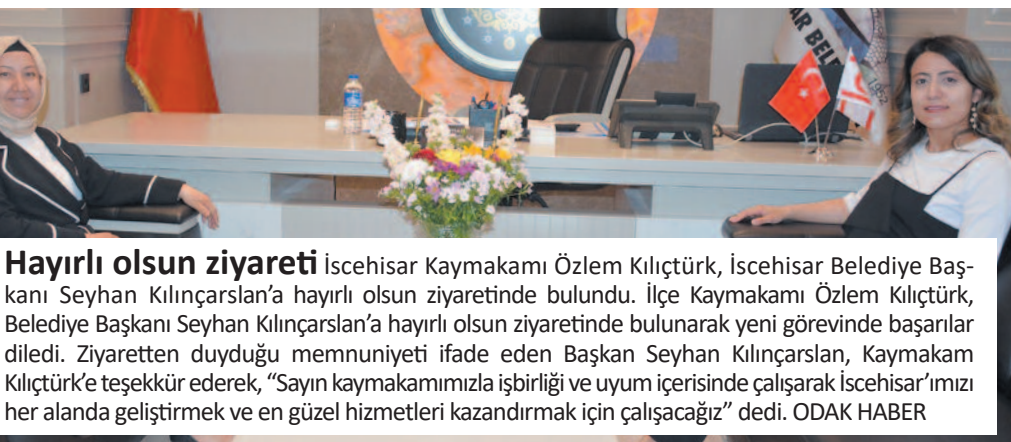 AR BEL
1992
Hayırlı olsun ziyareti İscehisar Kaymakamı Özlem Kılıçtürk, İscehisar Belediye Baş-
kanı Seyhan Kılınçarslan’a hayırlı olsun ziyaretinde bulundu. İlçe Kaymakamı Özlem Kılıçtürk,
Belediye Başkanı Seyhan Kılınçarslan’a hayırlı olsun ziyaretinde bulunarak yeni görevinde başarılar
diledi. Ziyaretten duyduğu memnuniyeti ifade eden Başkan Seyhan Kılınçarslan, Kaymakam
Kılıçtürk’e teşekkür ederek, “Sayın kaymakamımızla işbirliği ve uyum içerisinde çalışarak İscehisar’ımızı
her alanda geliştirmek ve en güzel hizmetleri kazandırmak için çalışacağız” dedi. ODAK HABER